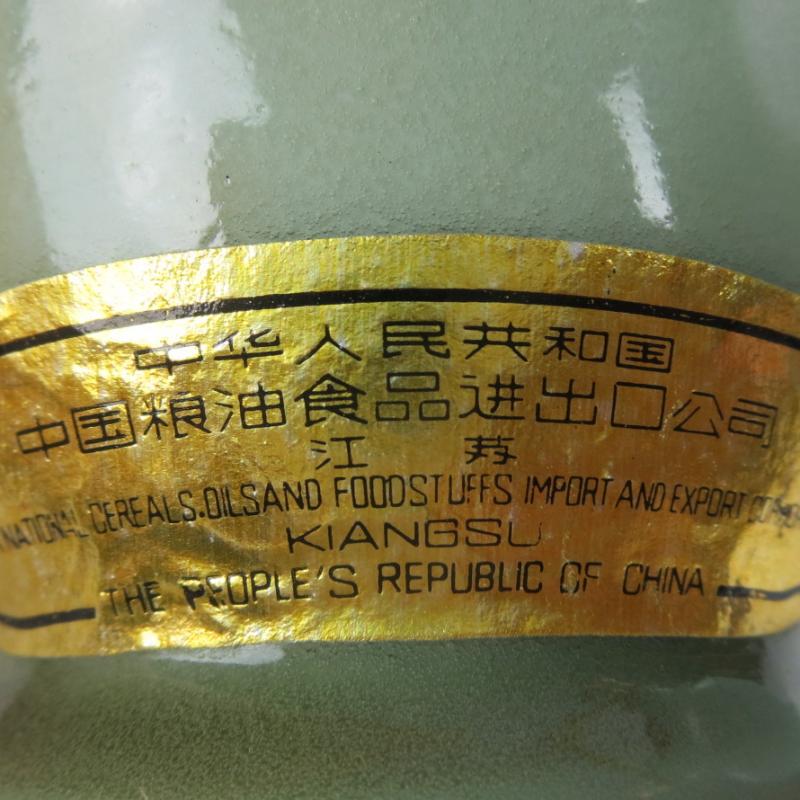 中华人民共和国
中国粮油食品进出口公司
江苏
NATIONAL CEREALS.OILSAND FOODSTUFFS IMPORT AND EXPORT
KIANGSU
THE PEOPLE'S REPUBLIC OF CHINA